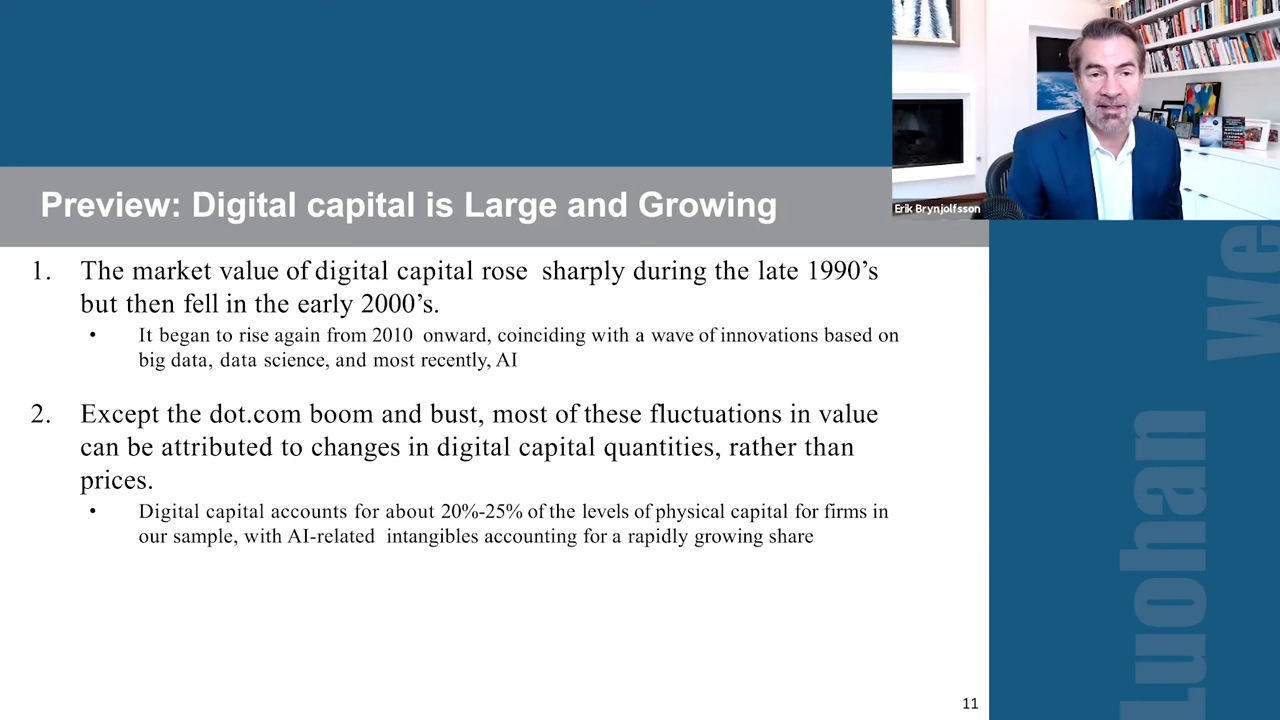 Erik Brynjolfsson
Preview: Digital capital is Large and Growing
1. The market value of digital capital rose sharply during the late 1990’s
but then fell in the early 2000’s.
• It began to rise again from 2010 onward, coinciding with a wave of innovations based on
big data, data science, and most recently, AI
2. Except the dot.com boom and bust, most of these fluctuations in value
can be attributed to changes in digital capital quantities, rather than
prices.
• Digital capital accounts for about 20%-25% of the levels of physical capital for firms in
our sample, with AI-related intangibles accounting for a rapidly growing share
11
Luohan
We